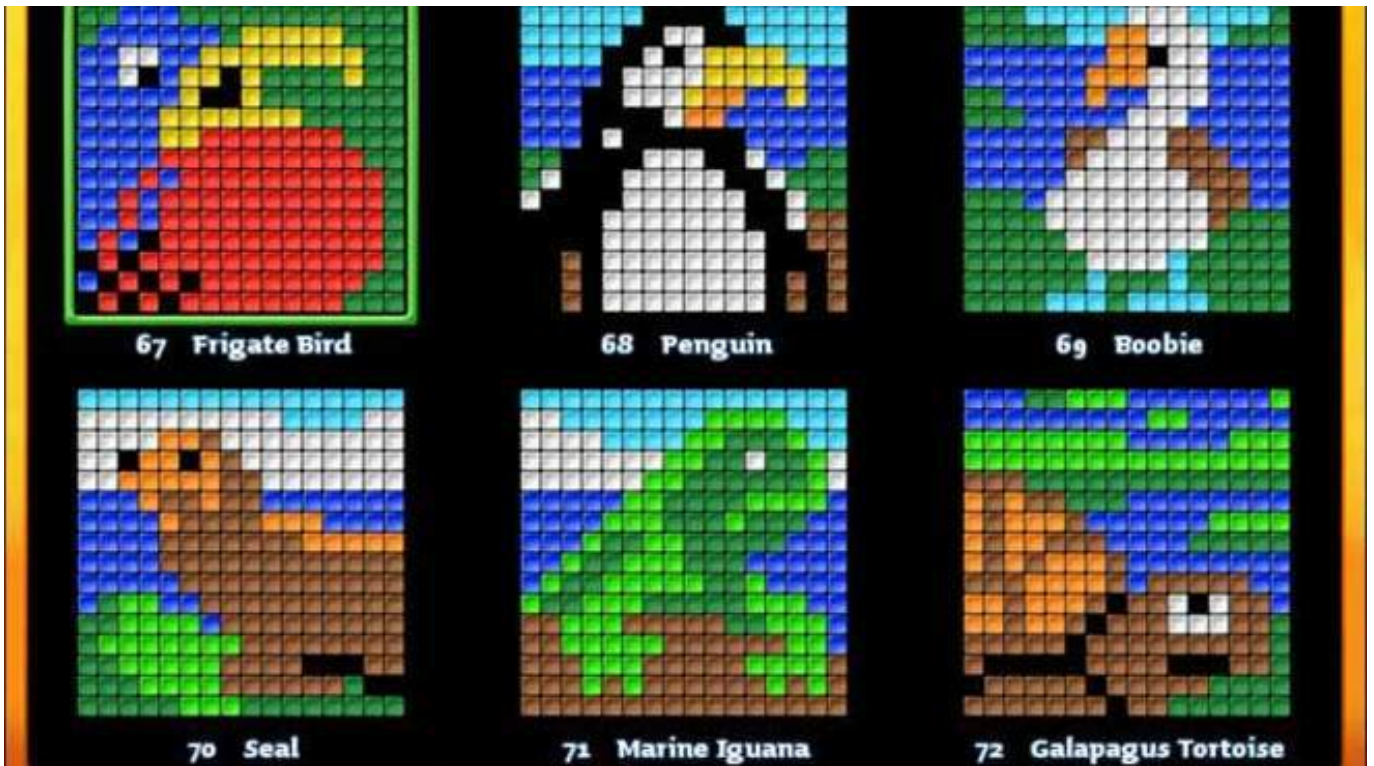 67 Frigate Bird
68 Penguin
69 Boobie
70 Seal
71 Marine Iguana
72 Galapagus Tortoise